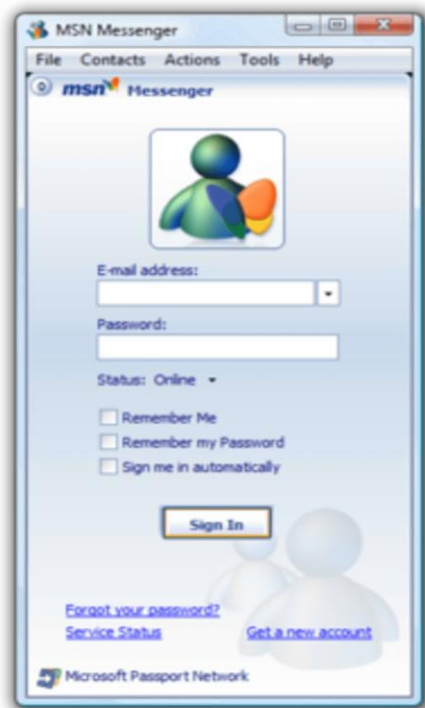 MSN Messenger
File Contacts Actions Tools Help
msn Messenger
E-mail address:
Password:
Status: Online
Remember Me
Remember my Password
Sign me in automatically
Sign In
Forgot your password?
Service Status Get a new account
Microsoft Passport Network